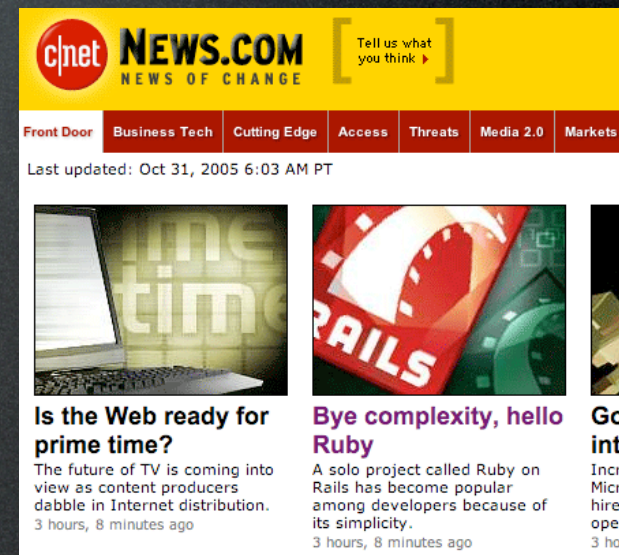 c|net NEWS.COM
NEWS OF CHANGE
Tell us what
you think
Front Door Business Tech Cutting Edge Access Threats Media 2.0 Markets
Last updated: Oct 31, 2005 6:03 AM PT
time
RAILS
Is the Web ready for
prime time?
The future of TV is coming into
view as content producers
dabble in Internet distribution.
3 hours, 8 minutes ago
Bye complexity, hello
Ruby
A solo project called Ruby on
Rails has become popular
among developers because of
its simplicity.
3 hours, 8 minutes ago